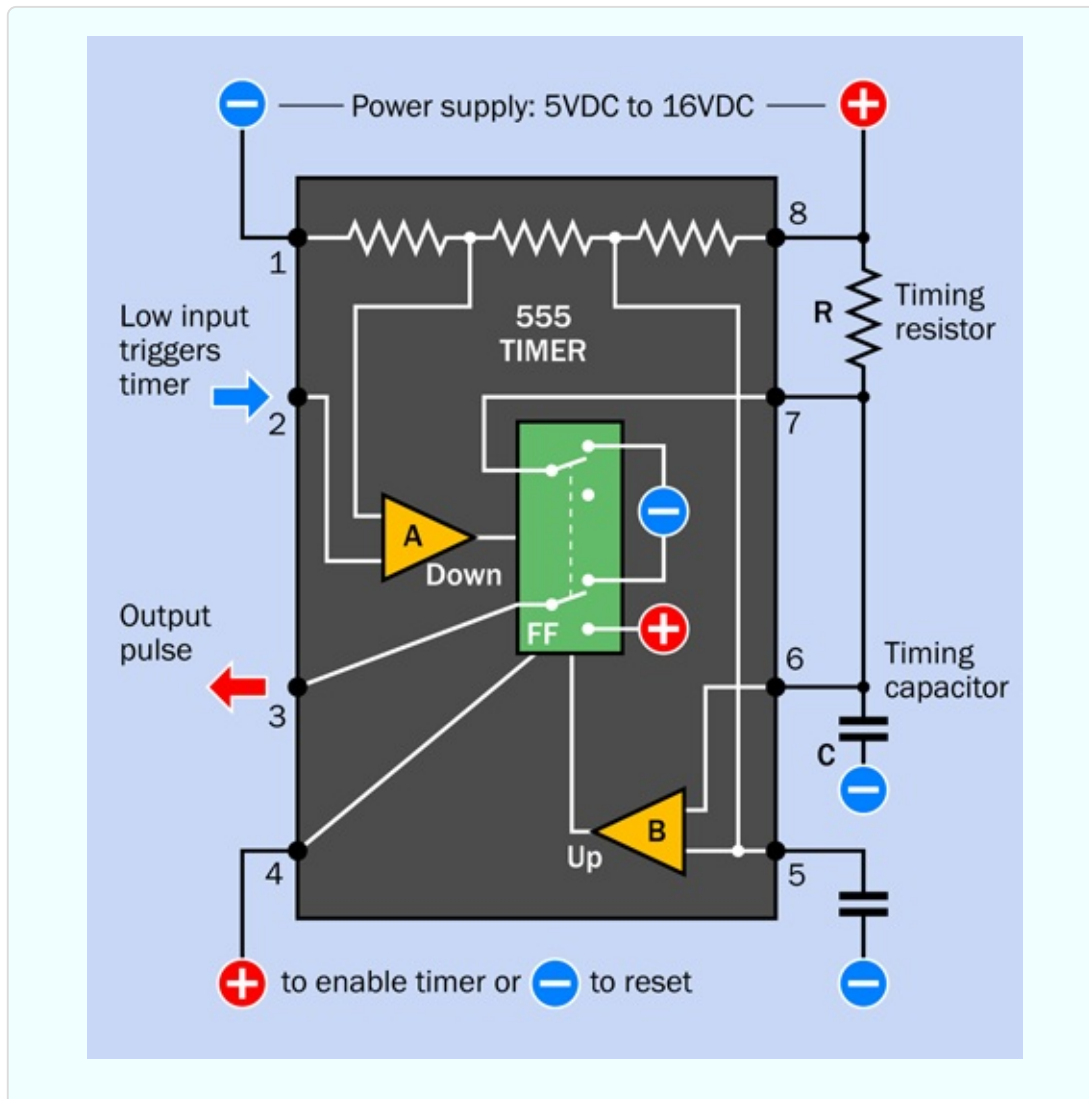 − Power supply: 5VDC to 16VDC +
1
8
555
TIMER
R
Timing
resistor
Low input
triggers
timer
2
7
A
Down
−
Output
pulse
FF
+
3
6
Timing
capacitor
C
−
B
Up
4
5
+ to enable timer or − to reset
−